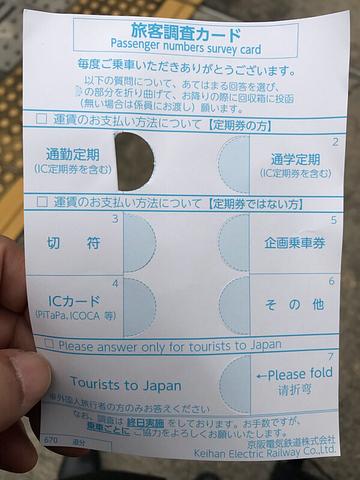 旅客調査カード
Passenger numbers survey card
毎度ご乗車いただきありがとうございます。
以下の質問について、あてはまる回答を選び、
の部分を折り曲げて、お降りの際に回収箱に投函
(無い場合は係員にお渡し)願います。
□ 運賃のお支払い方法について【定期券の方】
通勤定期
(IC定期券を含む)
2
通学定期
(IC定期券を含む)
□ 運賃のお支払い方法について【定期券ではない方】
3
切符
5
企画乗車券
4
ICカード
(PiTaPa、ICOCA 等)
6
その他
□ Please answer only for tourists to Japan
7
Tourists to Japan
※外国人旅行者の方のみお答えください
←Please fold
请折弯
なお、調査は 終日実施 をしております。お手数ですが、
乗車ごとに ご協力をよろしくお願いいたします。
670
京阪電気鉄道株式会社
Keihan Electric Railway Co.,Ltd.